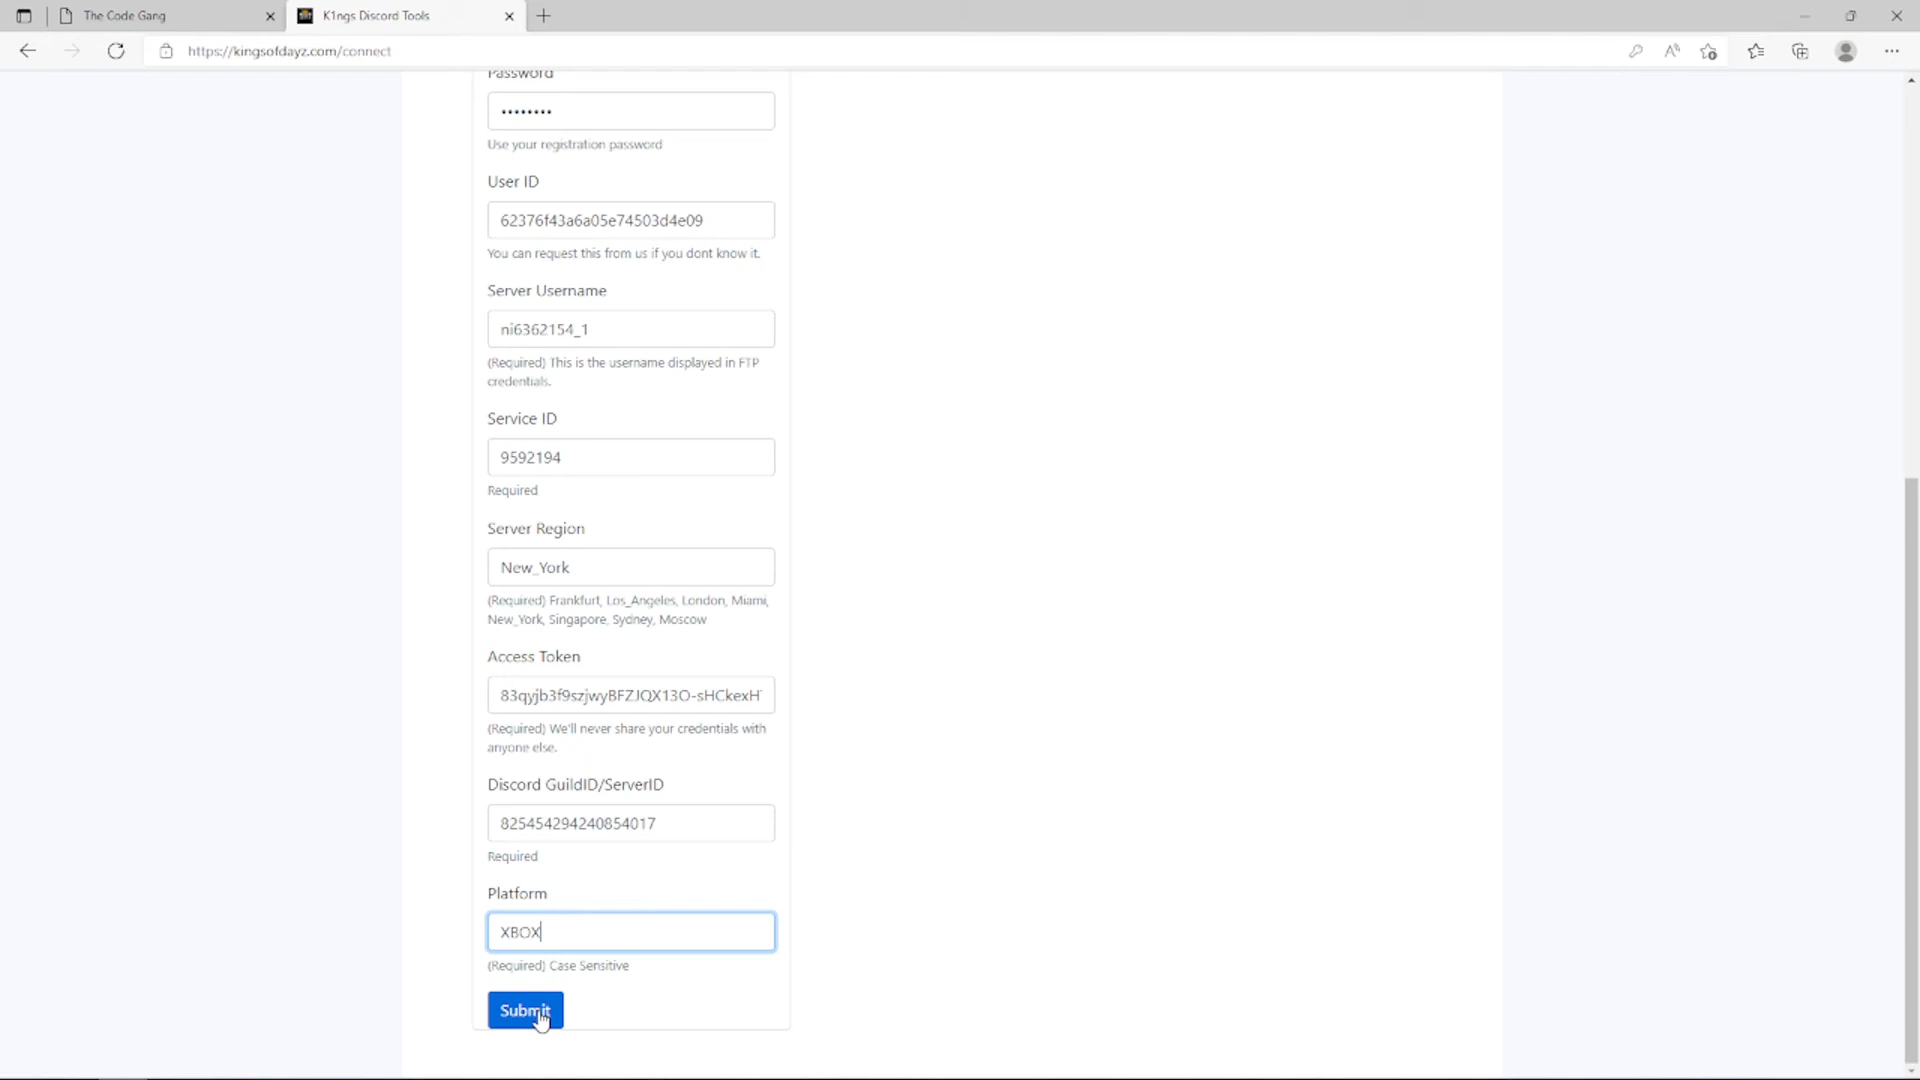 The Code Gang
K1ngs Discord Tools
https://kingsofdayz.com/connect
Password
••••••••
Use your registration password
User ID
62376f43a6a05e74503d4e09
You can request this from us if you dont know it.
Server Username
ni6362154_1
(Required) This is the username displayed in FTP
credentials.
Service ID
9592194
Required
Server Region
New_York
(Required) Frankfurt, Los_Angeles, London, Miami,
New_York, Singapore, Sydney, Moscow
Access Token
83qyjb3f9szjwyBFZJQX13O-sHCkexH
(Required) We'll never share your credentials with
anyone else.
Discord GuildID/ServerID
825454294240854017
Required
Platform
XBOX
(Required) Case Sensitive
Submit